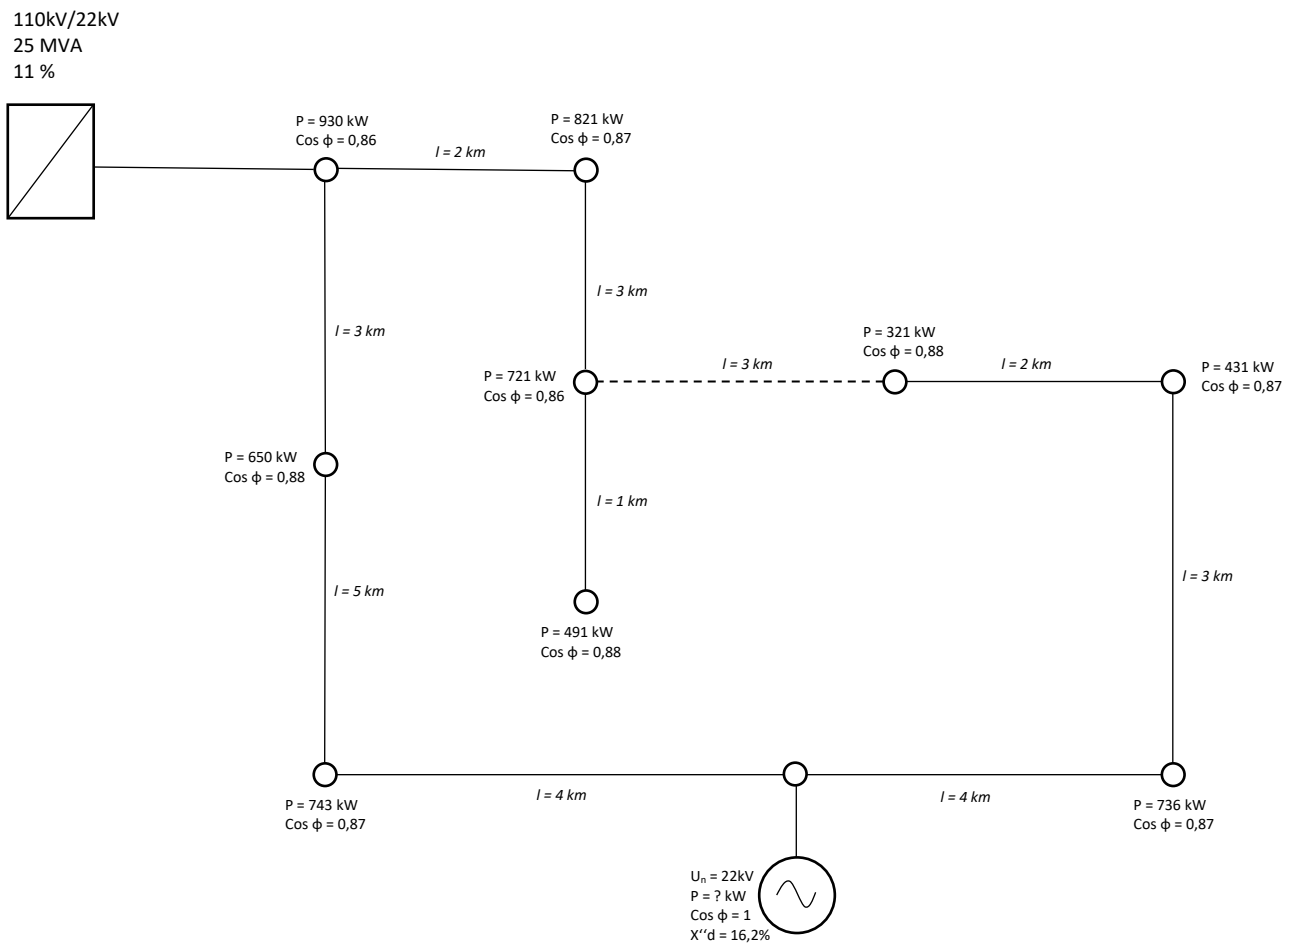 110kV/22kV
25 MVA
11 %
P = 930 kW
Cos ϕ = 0,86
l = 2 km
P = 821 kW
Cos ϕ = 0,87
l = 3 km
l = 3 km
P = 721 kW
Cos ϕ = 0,86
l = 3 km
P = 321 kW
Cos ϕ = 0,88
l = 2 km
P = 431 kW
Cos ϕ = 0,87
P = 650 kW
Cos ϕ = 0,88
l = 1 km
l = 5 km
l = 3 km
P = 491 kW
Cos ϕ = 0,88
P = 743 kW
Cos ϕ = 0,87
l = 4 km
l = 4 km
P = 736 kW
Cos ϕ = 0,87
Uₙ = 22kV
P = ? kW
Cos ϕ = 1
X‘‘d = 16,2%